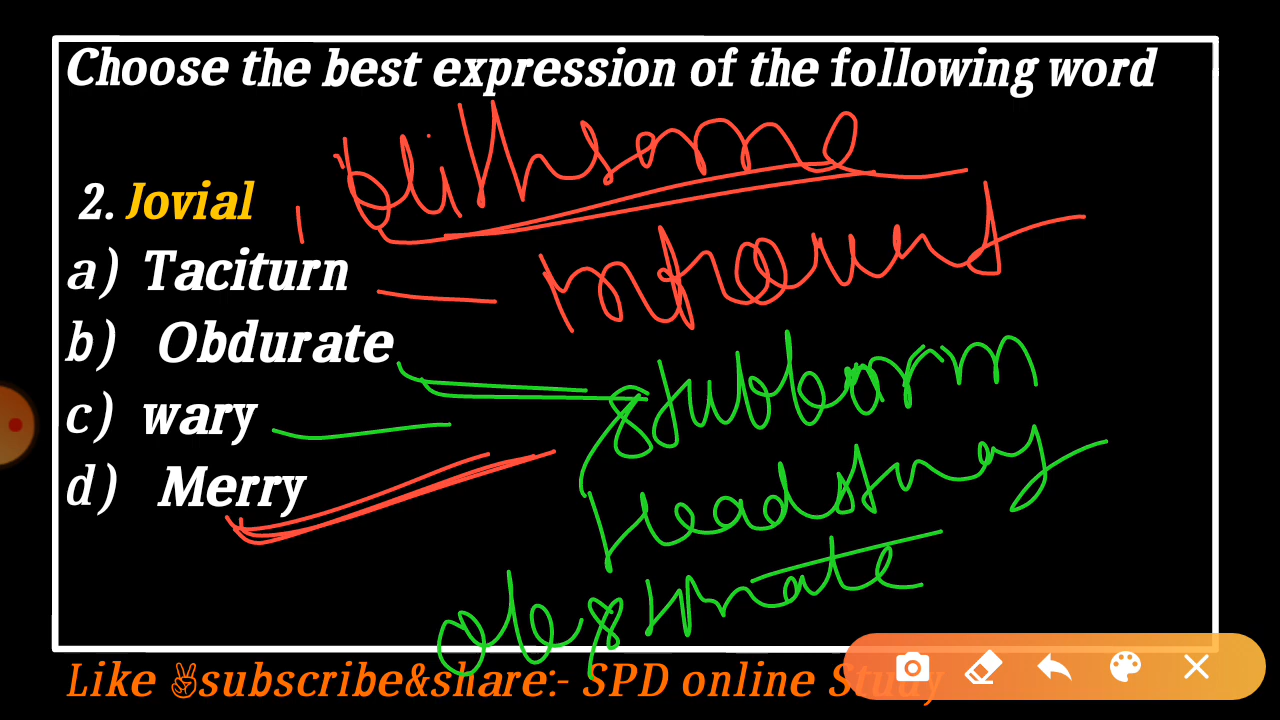 Choose the best expression of the following word
blithsome
2. Jovial
introvert
a) Taciturn
b) Obdurate
stubborn
c) wary
d) Merry
obstinate
Like ✌subscribe&share:- SPD online Study